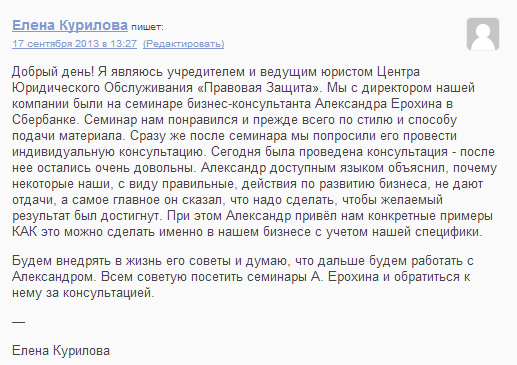 Елена Курилова пишет:
17 сентября 2013 в 13:27 (Редактировать)
Добрый день! Я являюсь учредителем и ведущим юристом Центра
Юридического Обслуживания «Правовая Защита». Мы с директором нашей
компании были на семинаре бизнес-консультанта Александра Ерохина в
Сбербанке. Семинар нам понравился и прежде всего по стилю и способу
подачи материала. Сразу же после семинара мы попросили его провести
индивидуальную консультацию. Сегодня была проведена консультация - после
нее остались очень довольны. Александр доступным языком объяснил, почему
некоторые наши, с виду правильные, действия по развитию бизнеса, не дают
отдачи, а самое главное он сказал, что надо сделать, чтобы желаемый
результат был достигнут. При этом Александр привёл нам конкретные примеры
КАК это можно сделать именно в нашем бизнесе с учетом нашей специфики.
Будем внедрять в жизнь его советы и думаю, что дальше будем работать с
Александром. Всем советую посетить семинары А. Ерохина и обратиться к
нему за консультацией.
—
Елена Курилова